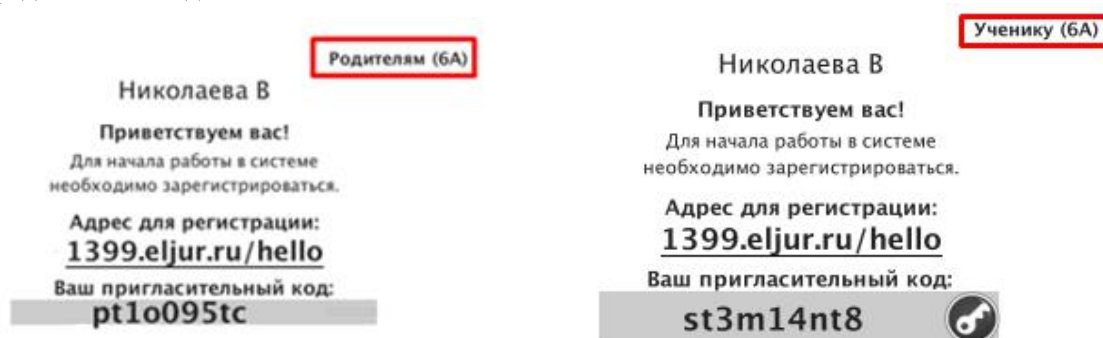 Родителям (6А)
Николаева В
Приветствуем вас!
Для начала работы в системе
необходимо зарегистрироваться.
Адрес для регистрации:
1399.eljur.ru/hello
Ваш пригласительный код:
pt1o095tc
Ученику (6А)
Николаева В
Приветствуем вас!
Для начала работы в системе
необходимо зарегистрироваться.
Адрес для регистрации:
1399.eljur.ru/hello
Ваш пригласительный код:
st3m14nt8